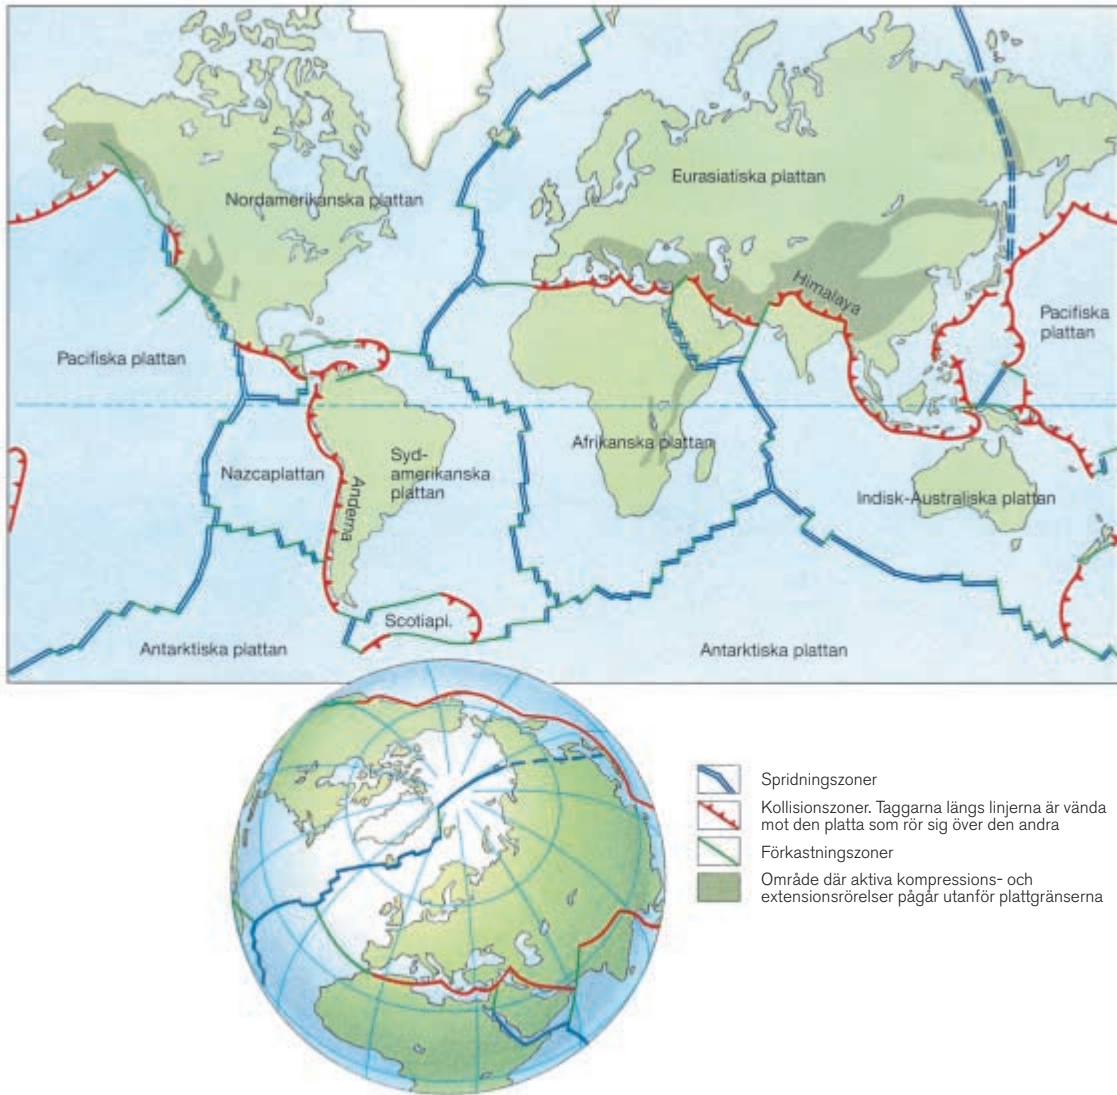 Nordamerikanska plattan
Eurasiatiska plattan
Himalaya
Pacifiska
plattan
Pacifiska plattan
Nazcaplattan
Anderna
Syd-
amerikanska
plattan
Afrikanska plattan
Indisk-Australiska plattan
Scotiapl.
Antarktiska plattan
Antarktiska plattan
Spridningszoner
Kollisionszoner. Taggarna längs linjerna är vända
mot den platta som rör sig över den andra
Förkastningszoner
Område där aktiva kompressions- och
extensionsrörelser pågår utanför plattgränserna